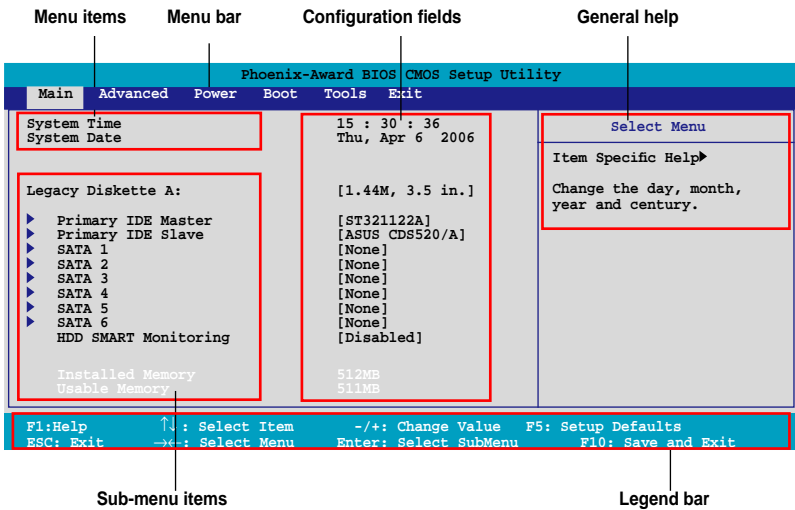 Menu items Menu bar Configuration fields General help
Phoenix-Award BIOS CMOS Setup Utility
Main Advanced Power Boot Tools Exit
System Time 15 : 30 : 36
System Date Thu, Apr 6 2006
Select Menu
Item Specific Help▶
Change the day, month,
year and century.
Legacy Diskette A: [1.44M, 3.5 in.]
▶ Primary IDE Master [ST321122A]
▶ Primary IDE Slave [ASUS CDS520/A]
▶ SATA 1 [None]
▶ SATA 2 [None]
▶ SATA 3 [None]
▶ SATA 4 [None]
▶ SATA 5 [None]
▶ SATA 6 [None]
HDD SMART Monitoring [Disabled]
Installed Memory 512MB
Usable Memory 511MB
F1:Help ↑↓: Select Item -/+: Change Value F5: Setup Defaults
ESC: Exit →←: Select Menu Enter: Select SubMenu F10: Save and Exit
Sub-menu items Legend bar